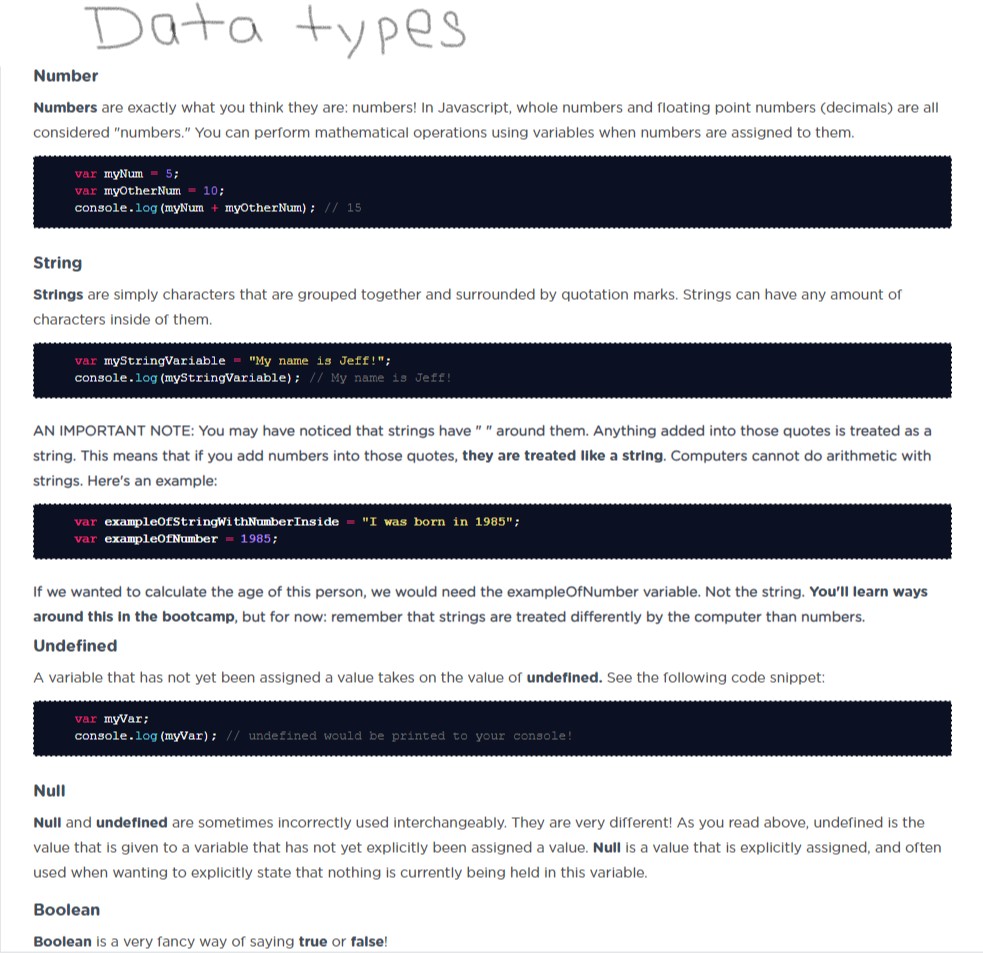 Data types
Number
Numbers are exactly what you think they are: numbers! In Javascript, whole numbers and floating point numbers (decimals) are all
considered "numbers." You can perform mathematical operations using variables when numbers are assigned to them.
var myNum = 5;
var myOtherNum = 10;
console.log(myNum + myOtherNum); // 15
String
Strings are simply characters that are grouped together and surrounded by quotation marks. Strings can have any amount of
characters inside of them.
var myStringVariable = "My name is Jeff!";
console.log(myStringVariable); // My name is Jeff!
AN IMPORTANT NOTE: You may have noticed that strings have " " around them. Anything added into those quotes is treated as a
string. This means that if you add numbers into those quotes, they are treated like a string. Computers cannot do arithmetic with
strings. Here's an example:
var exampleOfStringWithNumberInside = "I was born in 1985";
var exampleOfNumber = 1985;
If we wanted to calculate the age of this person, we would need the exampleOfNumber variable. Not the string. You'll learn ways
around this in the bootcamp, but for now: remember that strings are treated differently by the computer than numbers.
Undefined
A variable that has not yet been assigned a value takes on the value of undefined. See the following code snippet:
var myVar;
console.log(myVar); // undefined would be printed to your console!
Null
Null and undefined are sometimes incorrectly used interchangeably. They are very different! As you read above, undefined is the
value that is given to a variable that has not yet explicitly been assigned a value. Null is a value that is explicitly assigned, and often
used when wanting to explicitly state that nothing is currently being held in this variable.
Boolean
Boolean is a very fancy way of saying true or false!